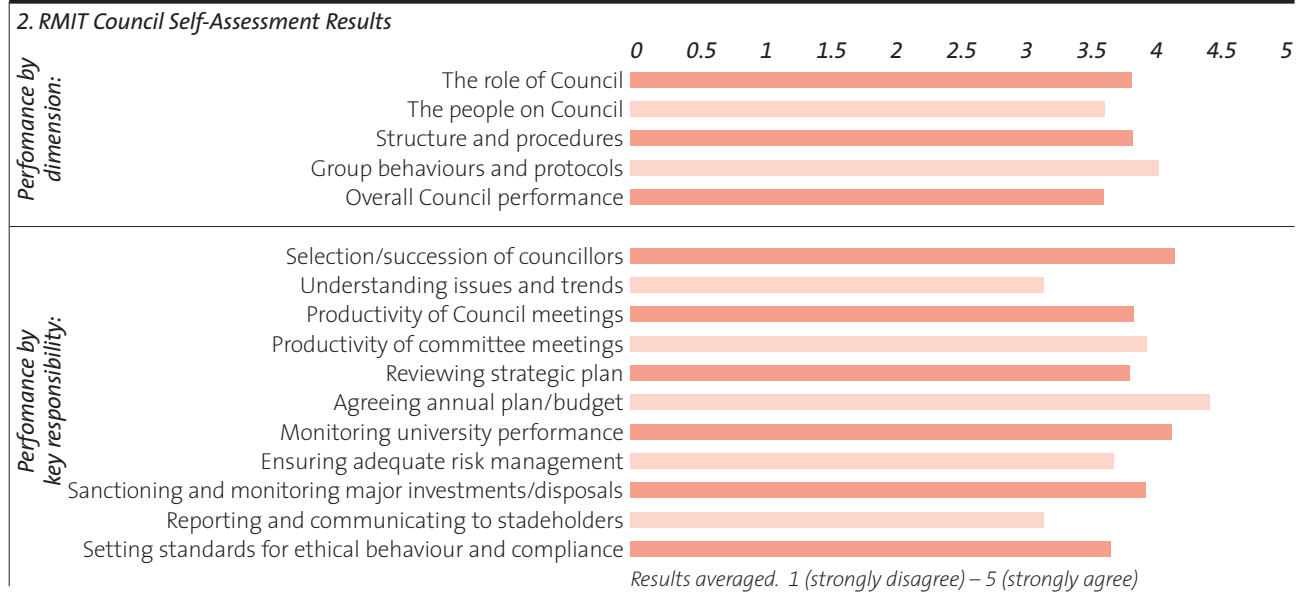 2. RMIT Council Self-Assessment Results
0 0.5 1 1.5 2 2.5 3 3.5 4 4.5 5
Perfomance by
dimension:
The role of Council
The people on Council
Structure and procedures
Group behaviours and protocols
Overall Council performance
Perfomance by
key responsibility:
Selection/succession of councillors
Understanding issues and trends
Productivity of Council meetings
Productivity of committee meetings
Reviewing strategic plan
Agreeing annual plan/budget
Monitoring university performance
Ensuring adequate risk management
Sanctioning and monitoring major investments/disposals
Reporting and communicating to stadeholders
Setting standards for ethical behaviour and compliance
Results averaged. 1 (strongly disagree) – 5 (strongly agree)